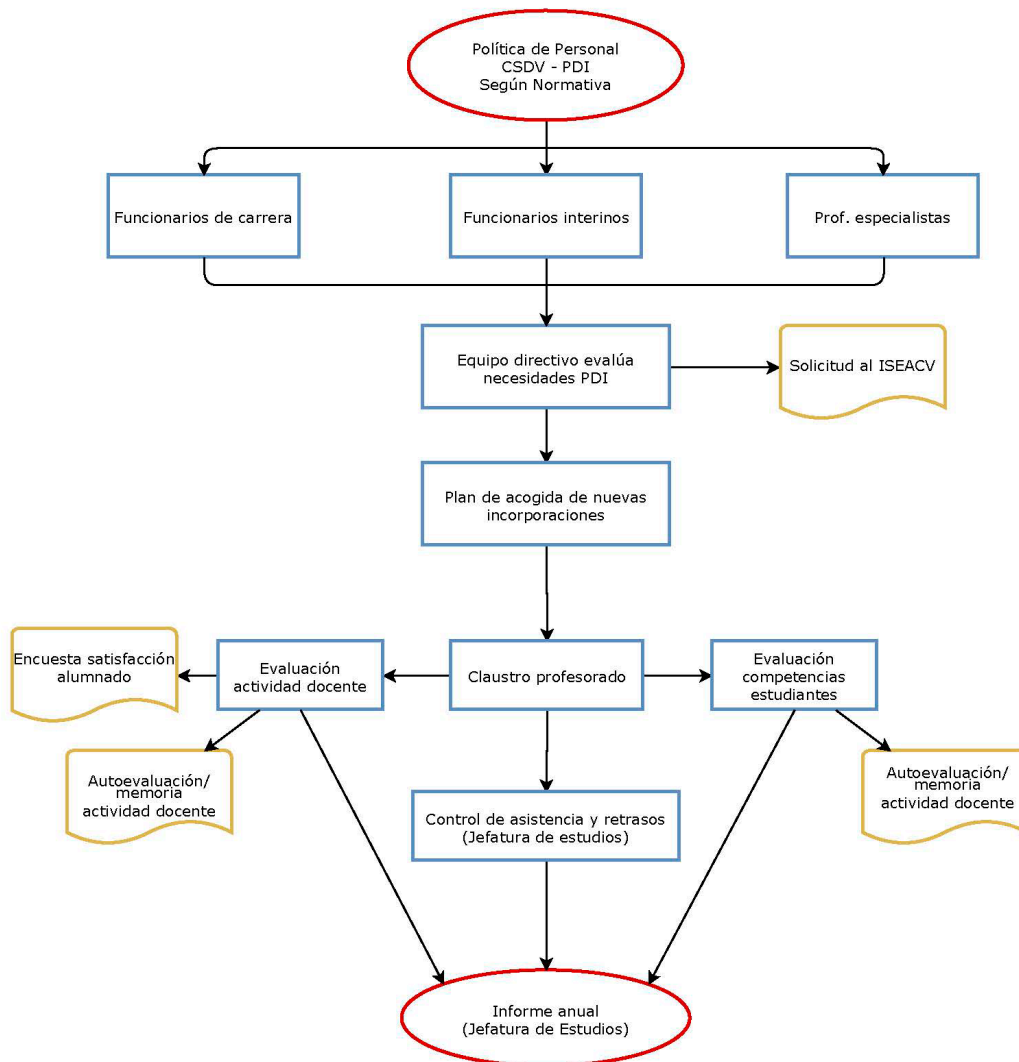 Política de Personal
CSDV - PDI
Según Normativa
Funcionarios de carrera
Funcionarios interinos
Prof. especialistas
Equipo directivo evalúa
necesidades PDI
Solicitud al ISEACV
Plan de acogida de nuevas
incorporaciones
Encuesta satisfacción
alumnado
Evaluación
actividad docente
Claustro profesorado
Evaluación
competencias
estudiantes
Autoevaluación/
memoria
actividad docente
Control de asistencia y retrasos
(Jefatura de estudios)
Autoevaluación/
memoria
actividad docente
Informe anual
(Jefatura de Estudios)